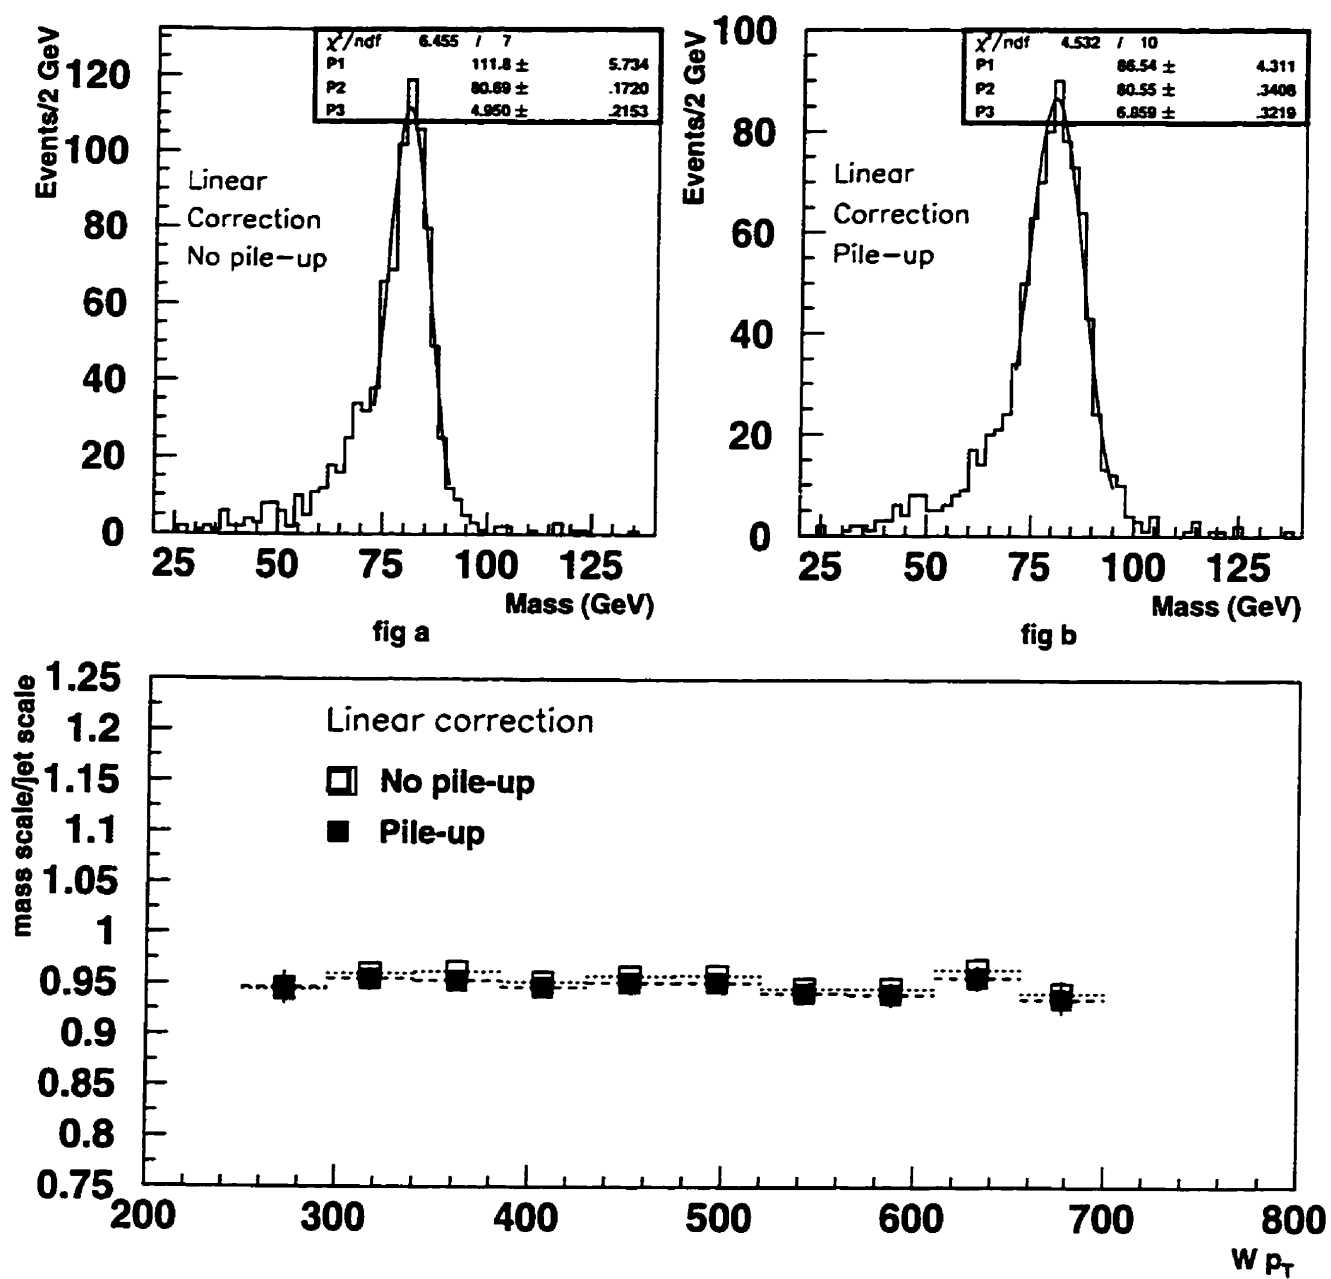 χ²/ndf 6.455 / 7
P1 111.8 ± 5.734
P2 80.69 ± .1720
P3 4.950 ± .2153
Events/2 GeV
120
100
80
60
40
20
0
Linear
Correction
No pile-up
25 50 75 100 125
Mass (GeV)
fig a
χ²/ndf 4.532 / 10
P1 86.54 ± 4.311
P2 80.55 ± .3406
P3 6.859 ± .3219
Events/2 GeV
100
80
60
40
20
0
Linear
Correction
Pile-up
25 50 75 100 125
Mass (GeV)
fig b
mass scale/jet scale
1.25
1.2
1.15
1.1
1.05
1
0.95
0.9
0.85
0.8
0.75
Linear correction
No pile-up
Pile-up
200 300 400 500 600 700 800
W pT